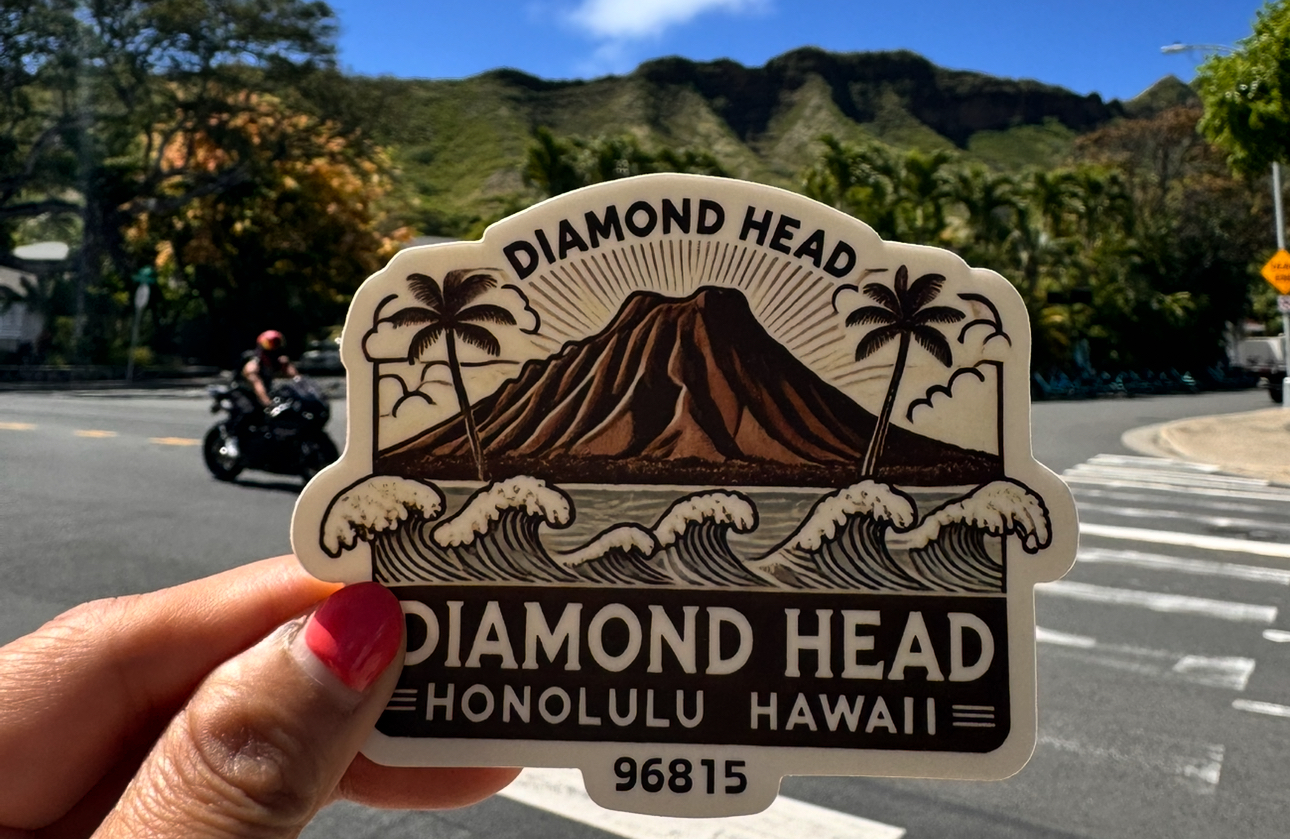 DIAMOND HEAD
DIAMOND HEAD
HONOLULU HAWAII
96815